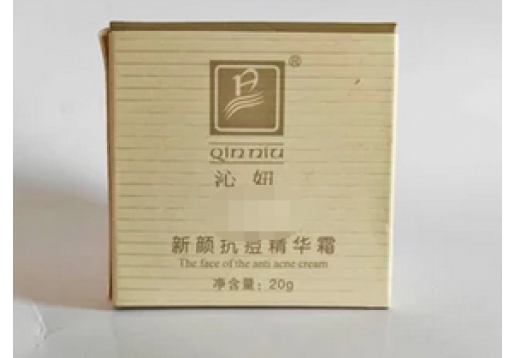 ®
qinniu
沁妞
新颜抗痘精华霜
The face of the anti acne cream
净含量：20g